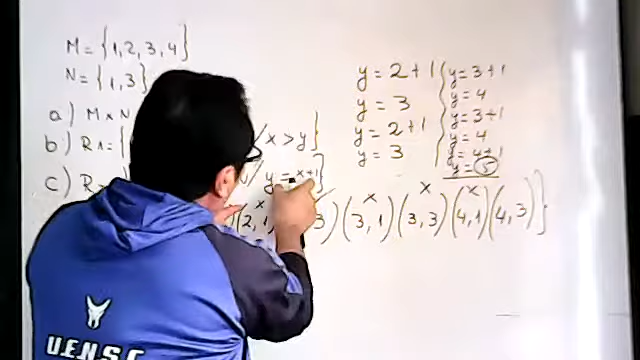 M = {1, 2, 3, 4}
N = {1, 3}
a) M × N
b) R1 = {
/ x > y}
c) R
N / y = x+1}
(2, 1) 3) (3, 1) (3, 3) (4, 1) (4, 3)}
x x x x
y = 2 + 1
y = 3
y = 2 + 1
y = 3
y = 3 + 1
y = 4
y = 3 + 1
y = 4
y = 4 + 1
y = 5
U.E.N.S.C